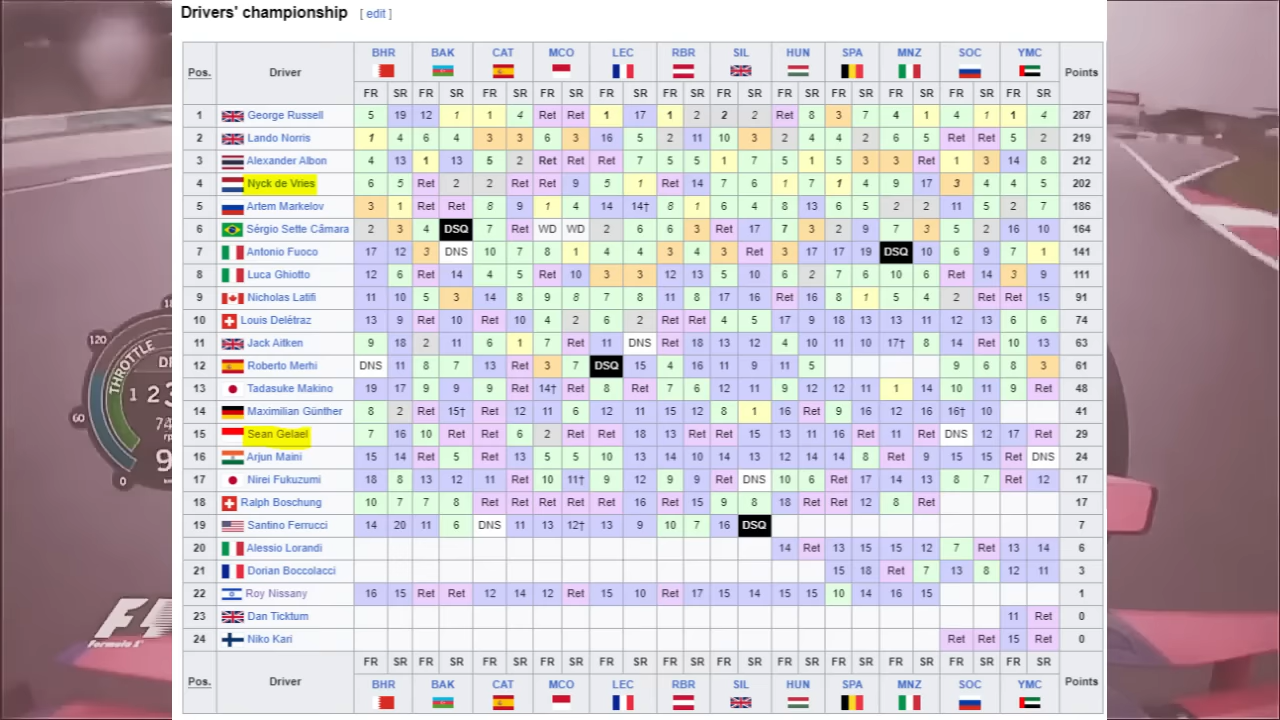 Drivers' championship [ edit ]
Pos. Driver BHR BAK CAT MCO LEC RBR SIL HUN SPA MNZ SOC YMC Points
FR SR FR SR FR SR FR SR FR SR FR SR FR SR FR SR FR SR FR SR FR SR FR SR
1 George Russell 5 19 12 1 1 4 Ret Ret 1 17 1 2 2 2 Ret 8 3 7 4 1 4 1 1 4 287
2 Lando Norris 1 4 6 4 3 3 6 3 16 5 2 11 10 3 2 4 4 2 6 5 Ret Ret 5 2 219
3 Alexander Albon 4 13 1 13 5 2 Ret Ret Ret 7 5 5 1 7 5 1 5 3 3 Ret 1 3 14 8 212
4 Nyck de Vries 6 5 Ret 2 2 Ret Ret 9 5 1 Ret 14 7 6 1 7 1 4 9 17 3 4 4 5 202
5 Artem Markelov 3 1 Ret Ret 8 9 1 4 14 14† 8 1 6 4 8 13 6 5 2 2 11 5 2 7 186
6 Sérgio Sette Câmara 2 3 4 DSQ 7 Ret WD WD 2 6 6 3 Ret 17 7 3 2 9 7 3 5 2 16 10 164
7 Antonio Fuoco 17 12 3 DNS 10 7 8 1 4 4 3 4 3 Ret 3 17 17 19 DSQ 10 6 9 7 1 141
8 Luca Ghiotto 12 6 Ret 14 4 5 Ret 10 3 3 12 13 5 10 6 2 7 6 10 6 Ret 14 3 9 111
9 Nicholas Latifi 11 10 5 3 14 8 9 8 7 8 11 8 17 16 Ret 16 8 1 5 4 2 Ret Ret 15 91
10 Louis Delétraz 13 9 Ret 10 Ret 10 4 2 6 2 Ret Ret 4 5 17 9 18 13 13 11 12 13 6 6 74
11 Jack Aitken 9 18 2 11 6 1 7 Ret 11 DNS Ret 18 13 12 4 10 11 10 17† 8 14 Ret 10 13 63
12 Roberto Merhi DNS 11 8 7 13 Ret 3 7 DSQ 15 4 16 11 9 11 5 9 6 8 3 61
13 Tadasuke Makino 19 17 9 9 9 Ret 14† Ret 8 Ret 7 6 12 11 9 12 12 11 1 14 10 11 9 Ret 48
14 Maximilian Günther 8 2 Ret 15† Ret 12 11 6 12 11 15 12 8 1 16 Ret 9 16 12 16 16† 10 41
15 Sean Gelael 7 16 10 Ret Ret 6 2 Ret Ret 18 13 Ret Ret 15 13 11 16 Ret 11 Ret DNS 12 17 Ret 29
16 Arjun Maini 15 14 Ret 5 Ret 13 5 5 10 13 14 10 14 13 12 14 14 8 Ret 9 15 15 Ret DNS 24
17 Nirei Fukuzumi 18 8 13 12 11 Ret 10 11† 9 12 9 9 Ret DNS 10 6 Ret 17 14 13 8 7 Ret 12 17
18 Ralph Boschung 10 7 7 8 Ret Ret Ret Ret Ret 16 Ret 15 9 8 18 Ret Ret 12 8 Ret 17
19 Santino Ferrucci 14 20 11 6 DNS 11 13 12† 13 9 10 7 16 DSQ 7
20 Alessio Lorandi 14 Ret 13 15 15 12 7 Ret 13 14 6
21 Dorian Boccolacci 15 18 Ret 7 13 8 12 11 3
22 Roy Nissany 16 15 Ret Ret 12 14 12 Ret 15 10 Ret 17 15 14 15 15 10 14 16 15 1
23 Dan Ticktum 11 Ret 0
24 Niko Kari Ret Ret 15 Ret 0
FR SR FR SR FR SR FR SR FR SR FR SR FR SR FR SR FR SR FR SR FR SR FR SR
Pos. Driver BHR BAK CAT MCO LEC RBR SIL HUN SPA MNZ SOC YMC Points
120
THROTTLE
60
0
F1
Formula 1